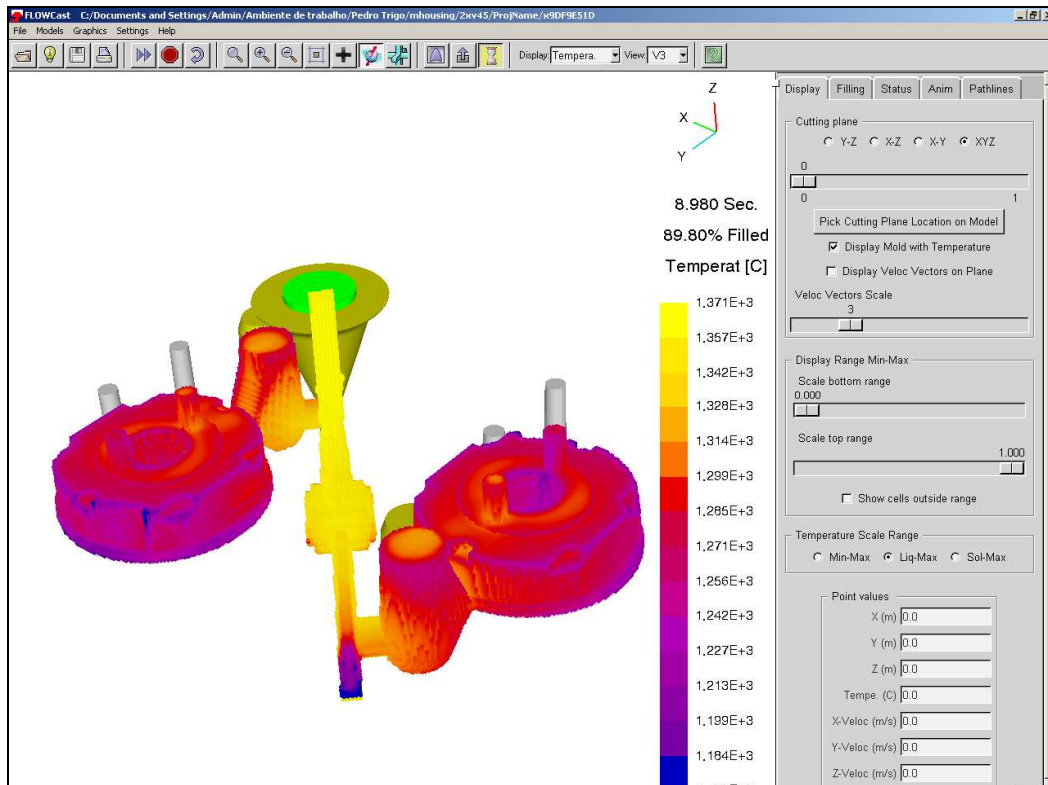 FLOWCast C:/Documents and Settings/Admin/Ambiente de trabalho/Pedro Trigo/mhousing/2xv45/ProjName/x9DF9E51D
File Models Graphics Settings Help
Display: Tempera. View: V3
Display Filling Status Anim Pathlines
Z
X
Y
Cutting plane
Y-Z X-Z X-Y XYZ
0
0 1
Pick Cutting Plane Location on Model
Display Mold with Temperature
Display Veloc Vectors on Plane
Veloc Vectors Scale
3
8.980 Sec.
89.80% Filled
Temperat [C]
1.371E+3
1.357E+3
1.342E+3
1.328E+3
1.314E+3
1.299E+3
1.285E+3
1.271E+3
1.256E+3
1.242E+3
1.227E+3
1.213E+3
1.199E+3
1.184E+3
Display Range Min-Max
Scale bottom range
0.000
Scale top range
1.000
Show cells outside range
Temperature Scale Range
Min-Max Liq-Max Sol-Max
Point values
X (m) 0.0
Y (m) 0.0
Z (m) 0.0
Tempe. (C) 0.0
X-Veloc (m/s) 0.0
Y-Veloc (m/s) 0.0
Z-Veloc (m/s) 0.0